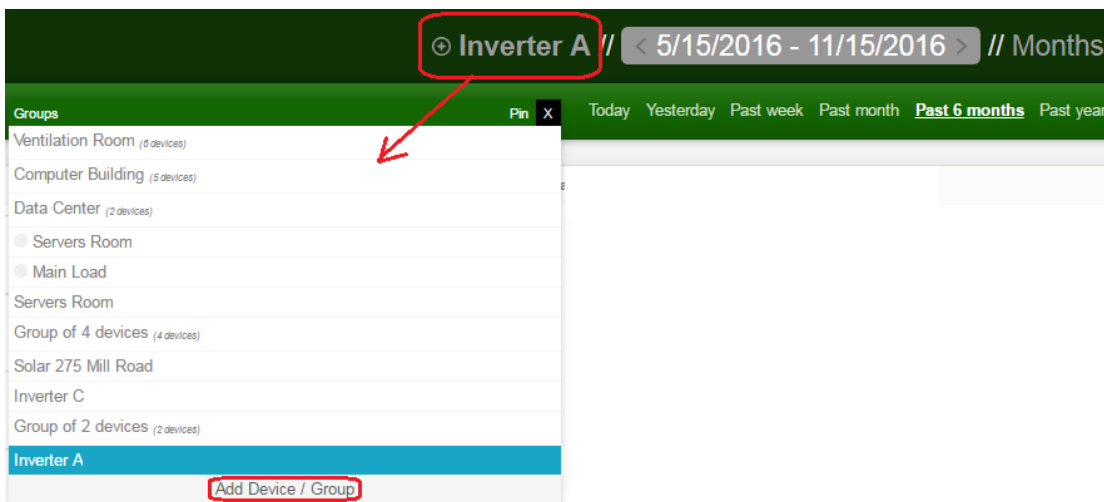 Inverter A // < 5/15/2016 - 11/15/2016 > // Months
Groups Pin X
Today Yesterday Past week Past month Past 6 months Past year
Ventilation Room (6 devices)
Computer Building (5 devices)
Data Center (2 devices)
Servers Room
Main Load
Servers Room
Group of 4 devices (4 devices)
Solar 275 Mill Road
Inverter C
Group of 2 devices (2 devices)
Inverter A
Add Device / Group